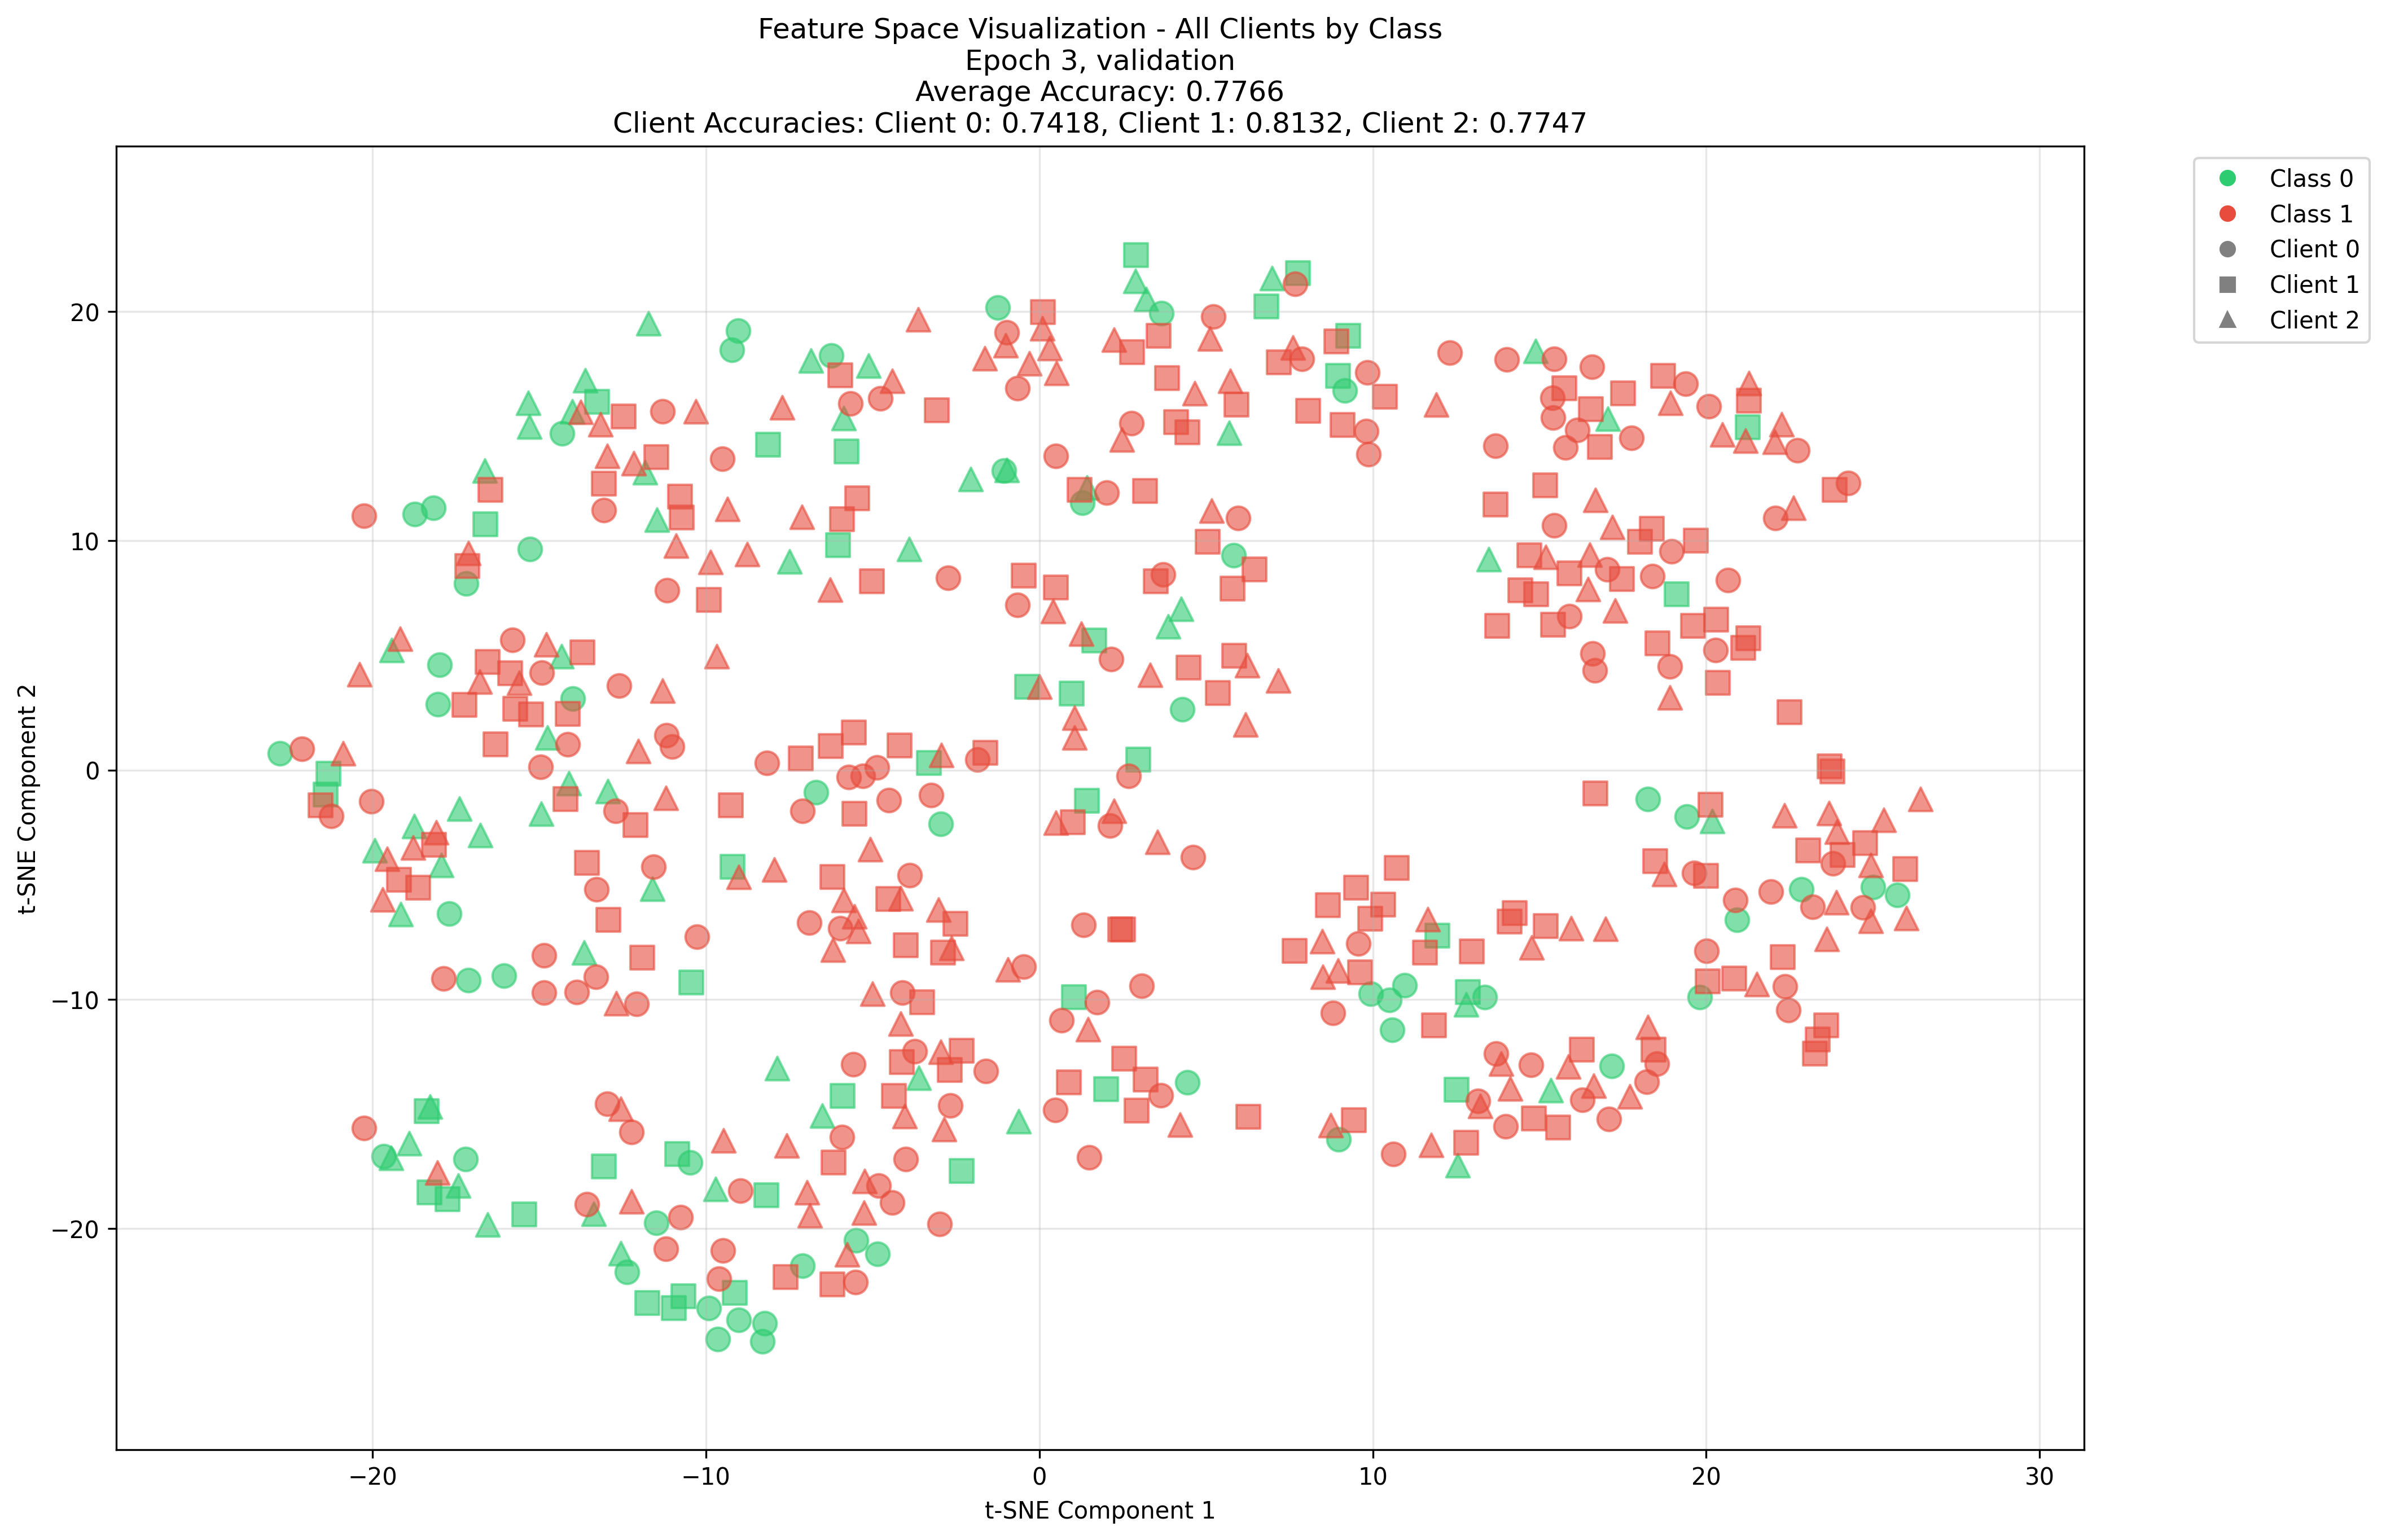 Feature Space Visualization - All Clients by Class
Epoch 3, validation
Average Accuracy: 0.7766
Client Accuracies: Client 0: 0.7418, Client 1: 0.8132, Client 2: 0.7747
Class 0
Class 1
Client 0
Client 1
Client 2
20
10
0
−10
−20
t-SNE Component 2
−20
−10
0
10
20
30
t-SNE Component 1